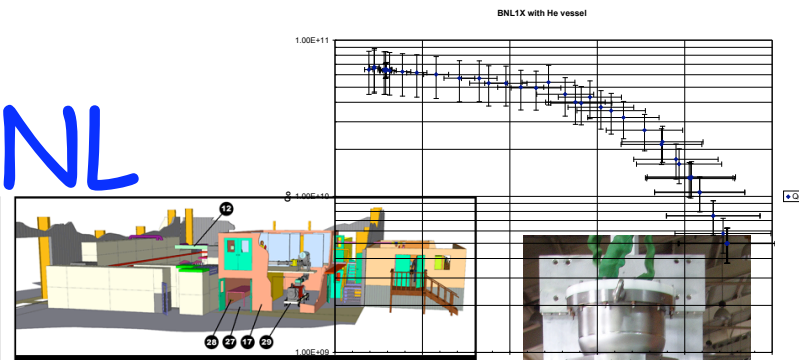 BNL1X with He vessel
1.00E+11
NL
Qo
1.00E+10
12
Q
28 27 17 29
1.00E+09